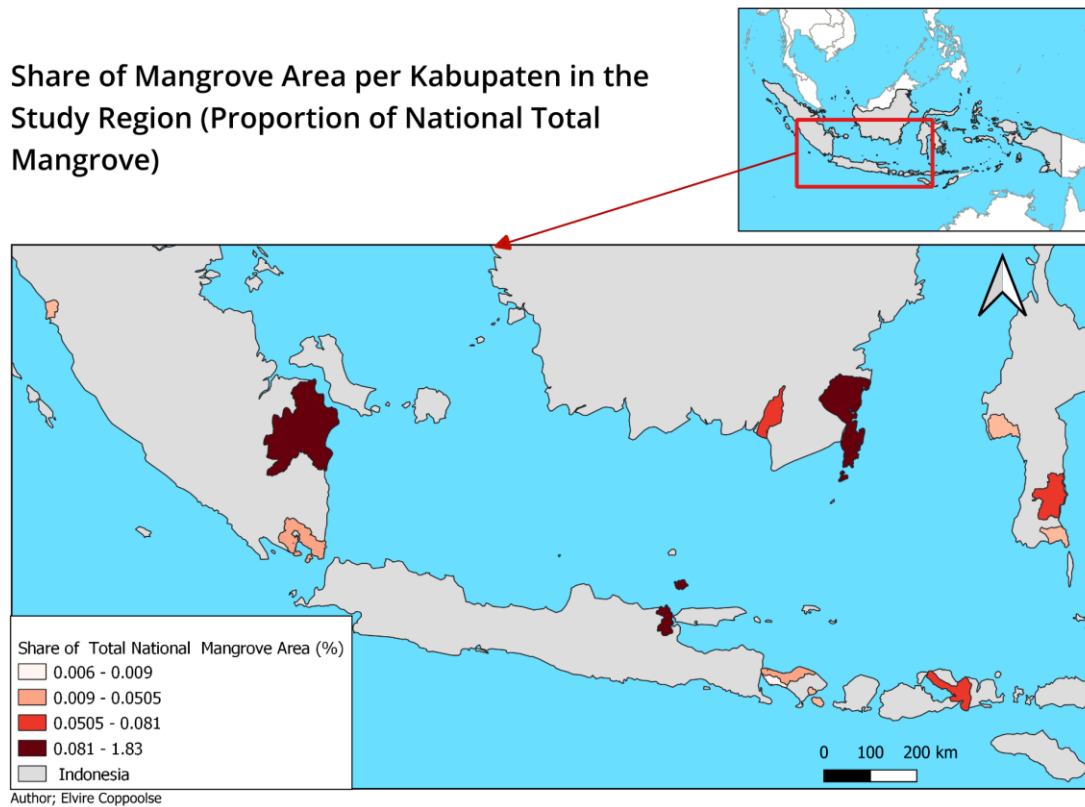 Share of Mangrove Area per Kabupaten in the
Study Region (Proportion of National Total
Mangrove)
Share of Total National Mangrove Area (%)
0.006 - 0.009
0.009 - 0.0505
0.0505 - 0.081
0.081 - 1.83
Indonesia
0 100 200 km
Author; Elvire Coppoolse